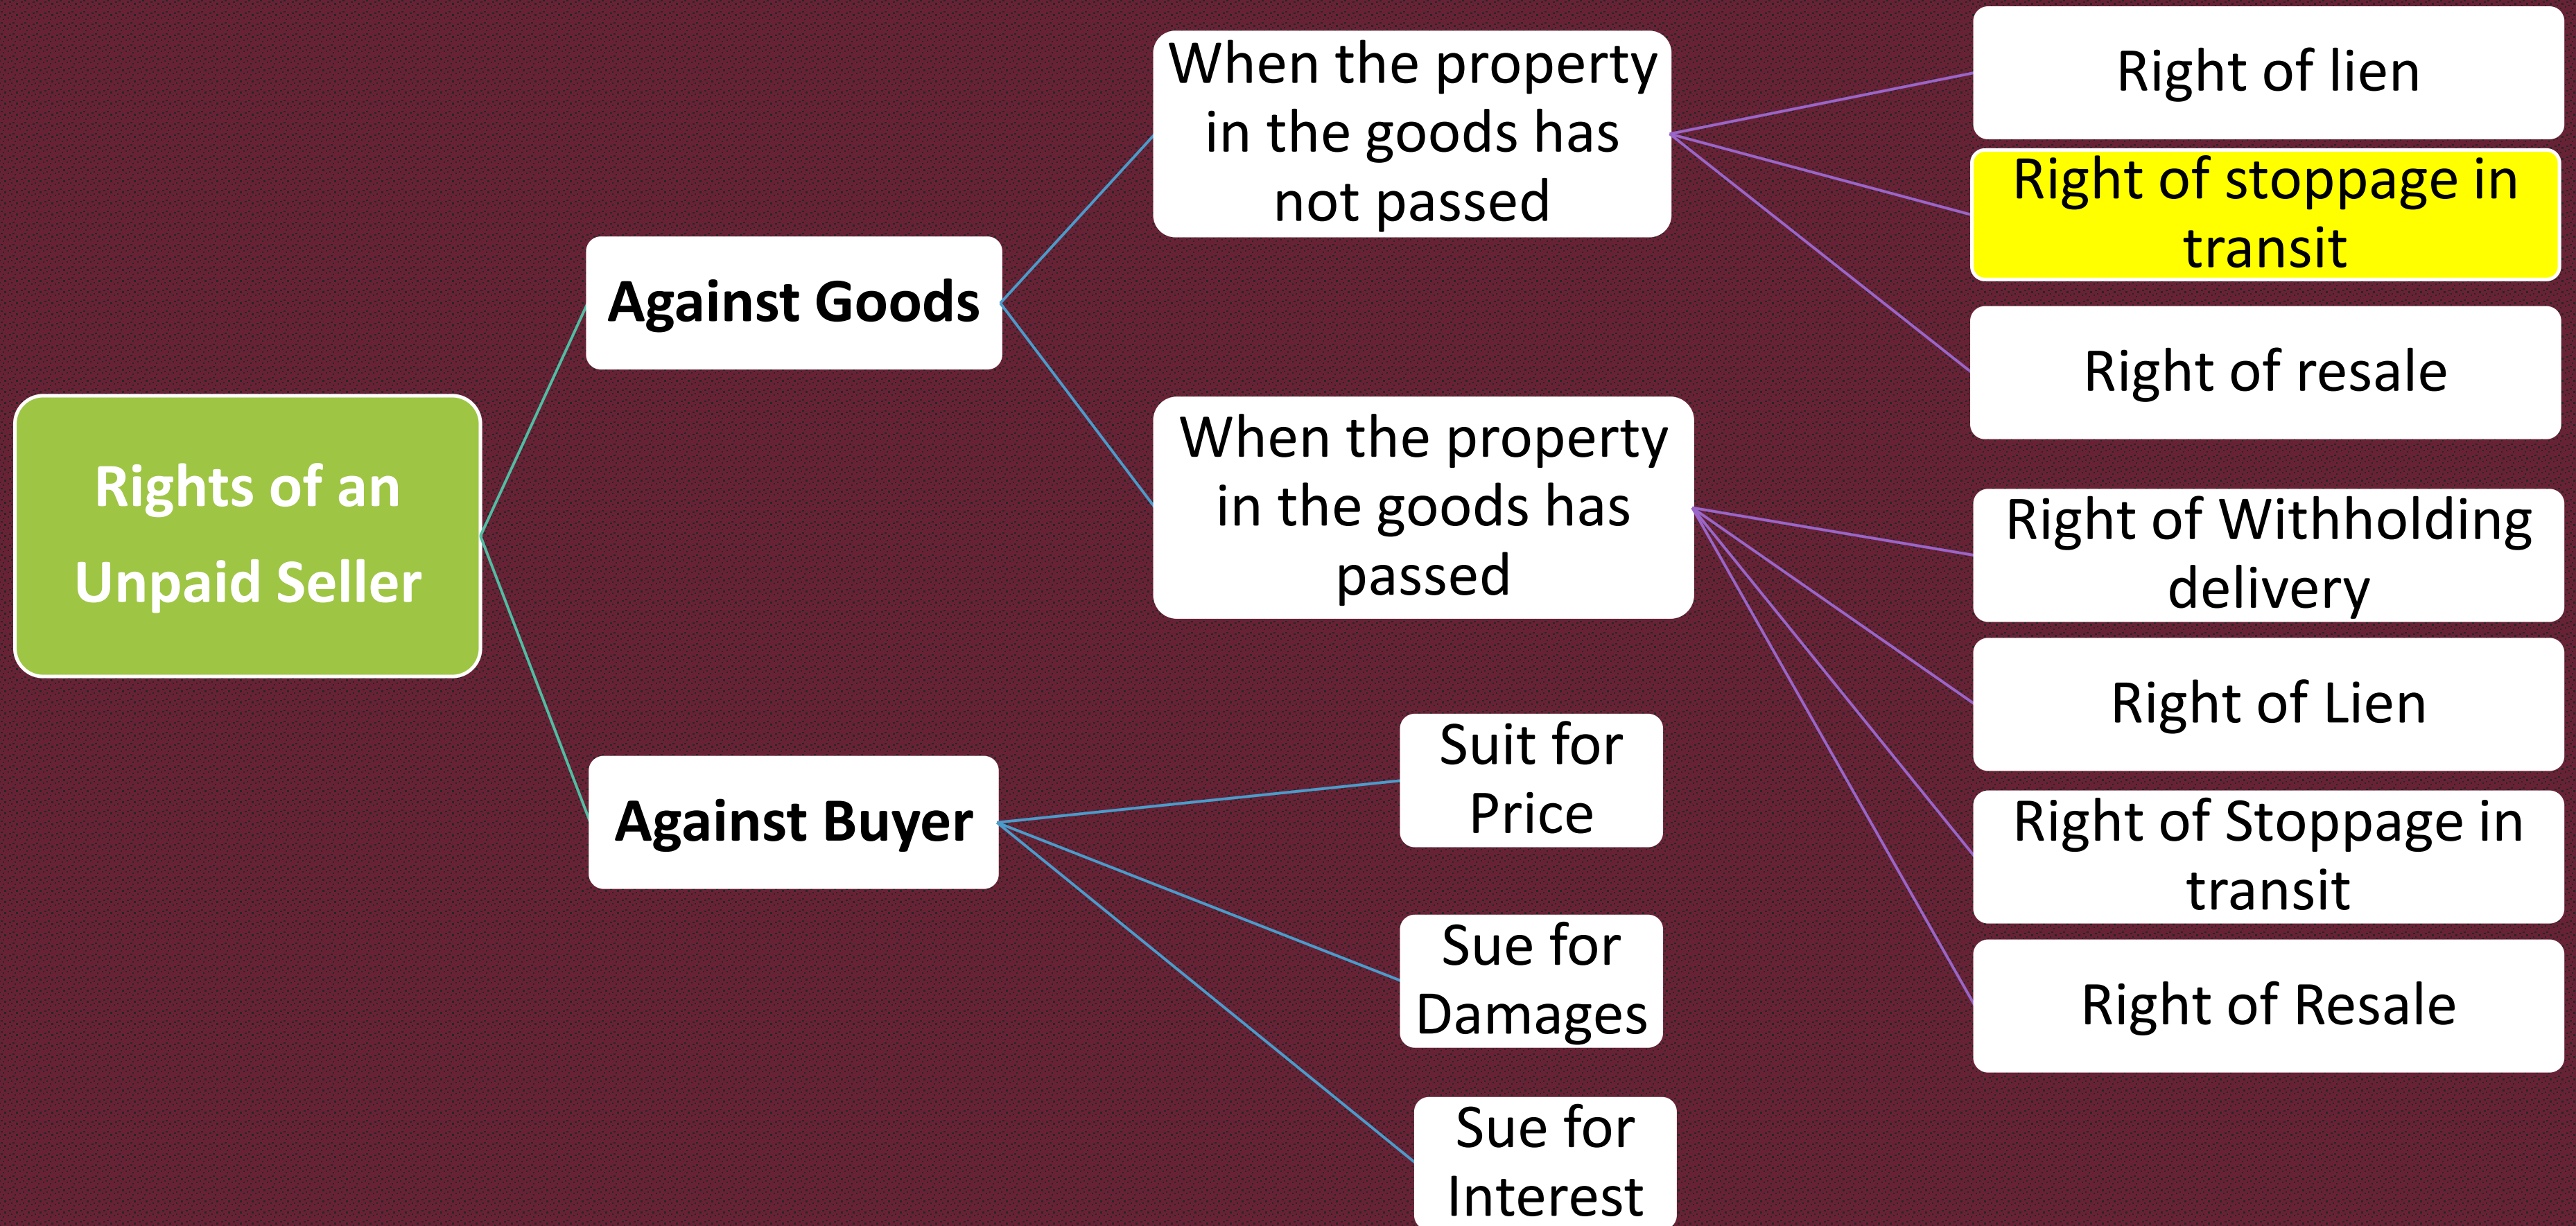 Rights of an
Unpaid Seller
Against Goods
When the property
in the goods has
not passed
Right of lien
Right of stoppage in
transit
Right of resale
When the property
in the goods has
passed
Right of Withholding
delivery
Right of Lien
Right of Stoppage in
transit
Right of Resale
Against Buyer
Suit for
Price
Sue for
Damages
Sue for
Interest